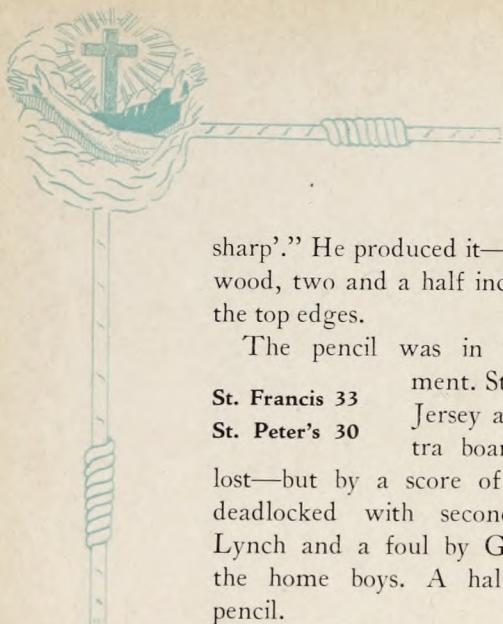 sharp'.” He produced it—
wood, two and a half inc
the top edges.
The pencil was in
ment. St
St. Francis 33
Jersey a
St. Peter's 30
tra boar
lost—but by a score of
deadlocked with secon
Lynch and a foul by G
the home boys. A hal
pencil.